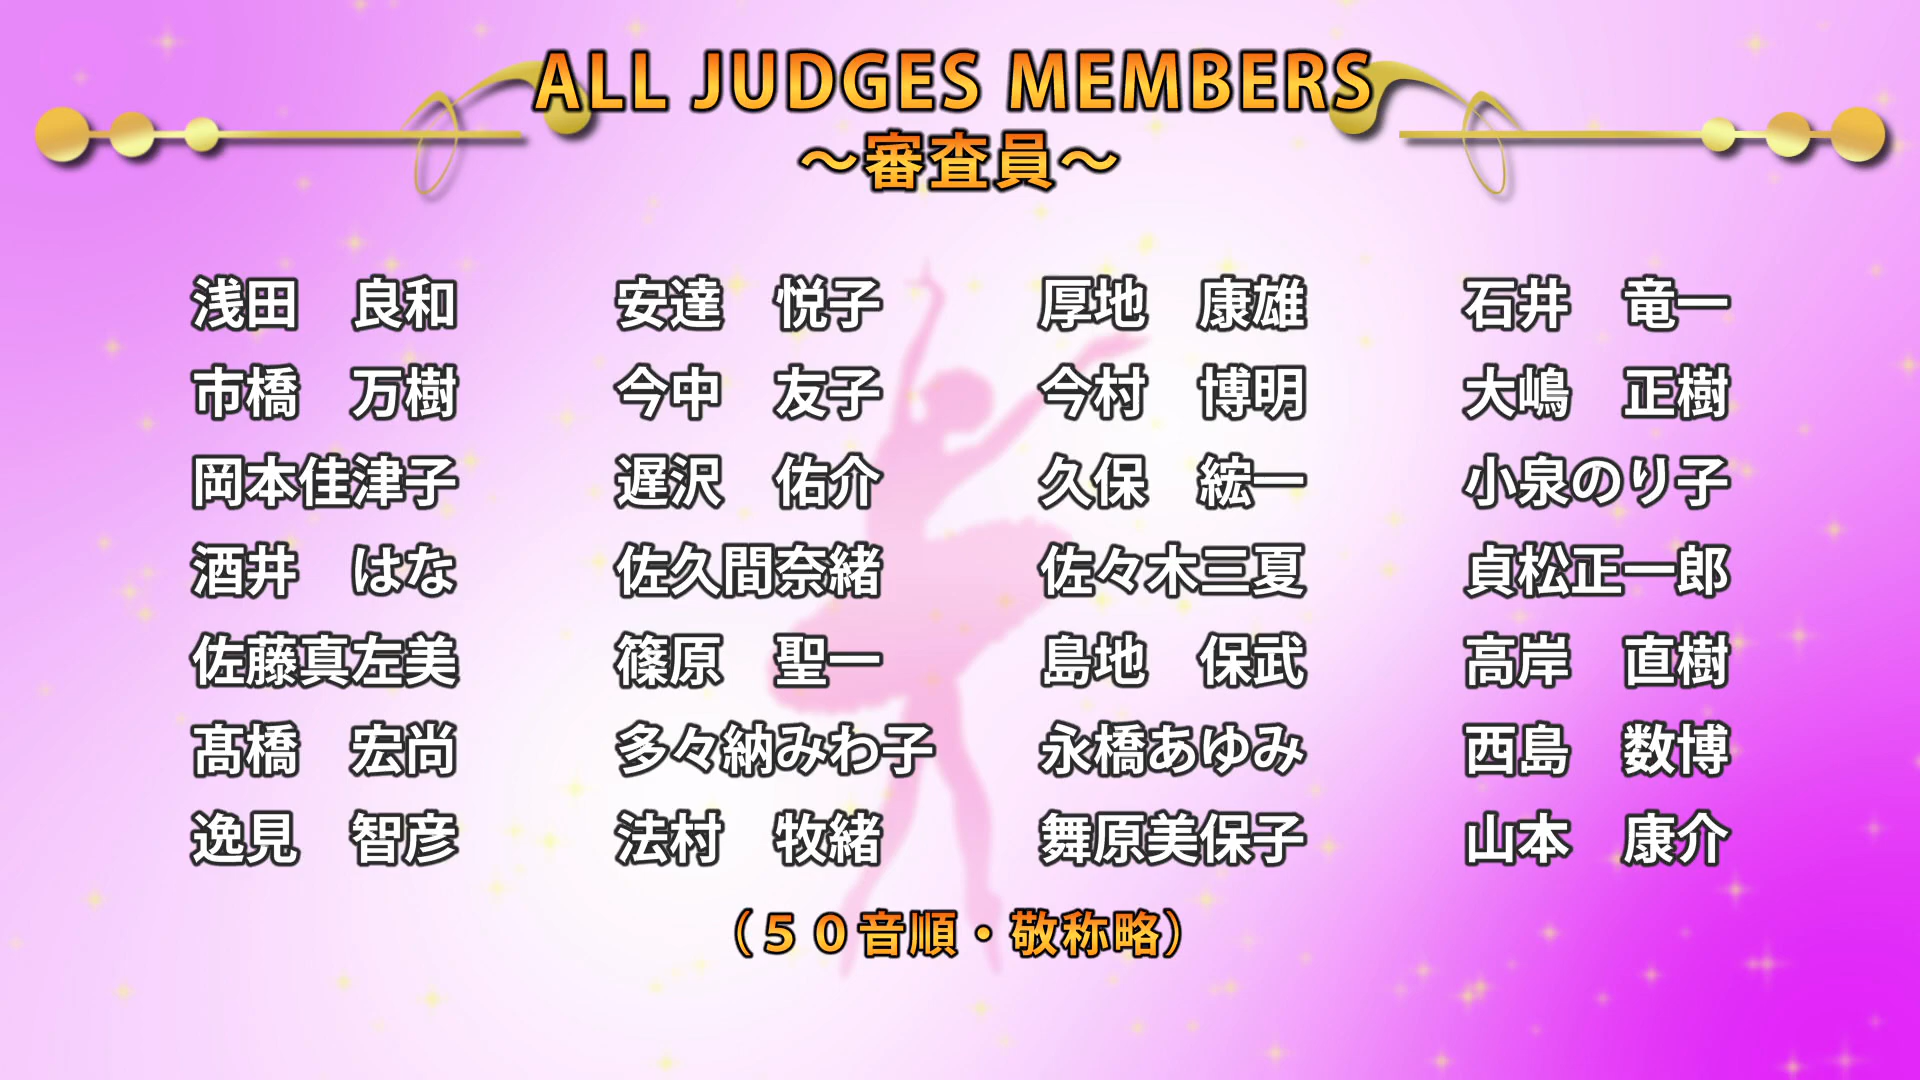 ALL JUDGES MEMBERS
～審査員～
浅田　良和　安達　悦子　厚地　康雄　石井　竜一
市橋　万樹　今中　友子　今村　博明　大嶋　正樹
岡本佳津子　遅沢　佑介　久保　綋一　小泉のり子
酒井　はな　佐久間奈緒　佐々木三夏　貞松正一郎
佐藤真左美　篠原　聖一　島地　保武　高岸　直樹
髙橋　宏尚　多々納みわ子　永橋あゆみ　西島　数博
逸見　智彦　法村　牧緒　舞原美保子　山本　康介
（５０音順・敬称略）